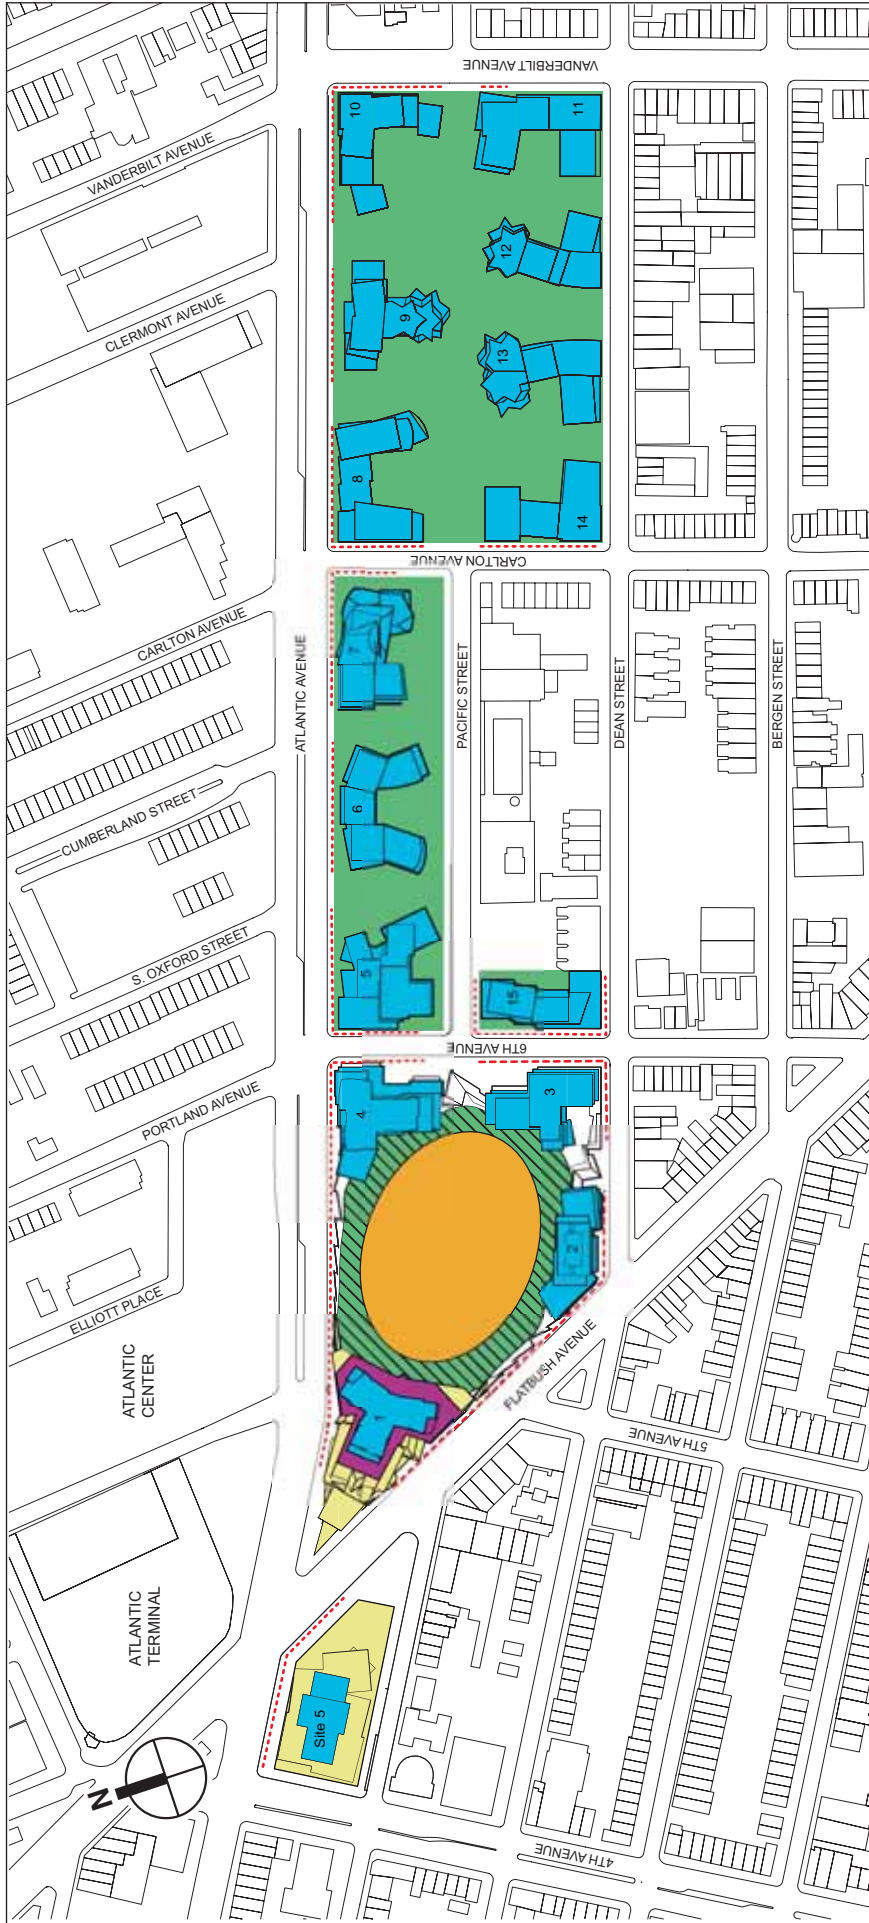 VANDERBILT AVENUE
VANDERBILT AVENUE
CLERMONT AVENUE
CARLTON AVENUE
CARLTON AVENUE
CUMBERLAND STREET
S. OXFORD STREET
PORTLAND AVENUE
ELLIOTT PLACE
ATLANTIC
CENTER
ATLANTIC
TERMINAL
ATLANTIC AVENUE
PACIFIC STREET
DEAN STREET
BERGEN STREET
6TH AVENUE
FLATBUSH AVENUE
5TH AVENUE
4TH AVENUE
10
11
12
9
13
8
14
7
6
5
15
4
3
2
1
Site 5
N